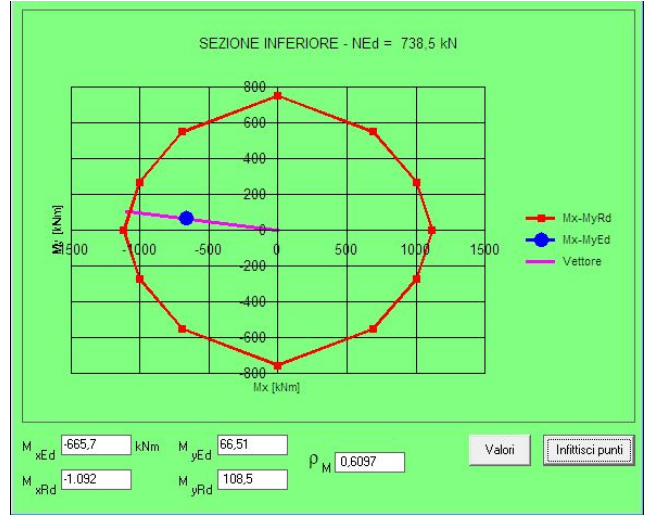 SEZIONE INFERIORE - NEd = 738,5 kN
800
600
400
200
0
-200
-400
-600
-800
-1500 -1000 -500 0 500 1000 1500
[kNm]
Mx [kNm]
Mx-MyRd
Mx-MyEd
Vettore
M xEd -665,7 kNm M yEd 66,51
M xRd -1.092 M yRd 108,5
ρ M 0,6097
Valori
Infittisci punti